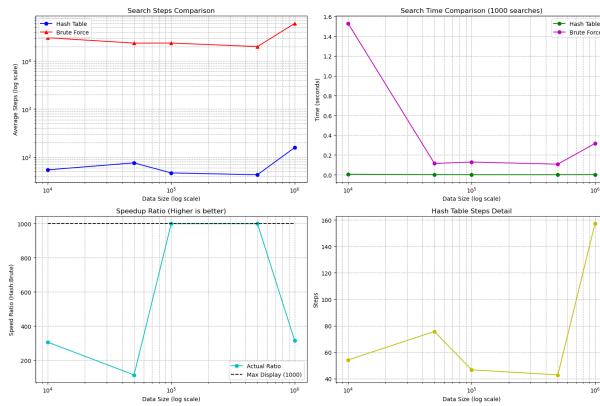 Search Steps Comparison
Hash Table
Brute Force
10⁴
10³
10²
Average Steps (log scale)
10⁴
10⁵
10⁶
Data Size (log scale)
Search Time Comparison (1000 searches)
Hash Table
Brute Force
1.6
1.4
1.2
1.0
0.8
0.6
0.4
0.2
0.0
Time (seconds)
10⁴
10⁵
10⁶
Data Size (log scale)
Speedup Ratio (Higher is better)
1000
800
600
400
200
Speed Ratio (Hash:Brute)
Actual Ratio
Max Display (1000)
10⁴
10⁵
10⁶
Data Size (log scale)
Hash Table Steps Detail
160
140
120
100
80
60
40
Steps
10⁴
10⁵
10⁶
Data Size (log scale)